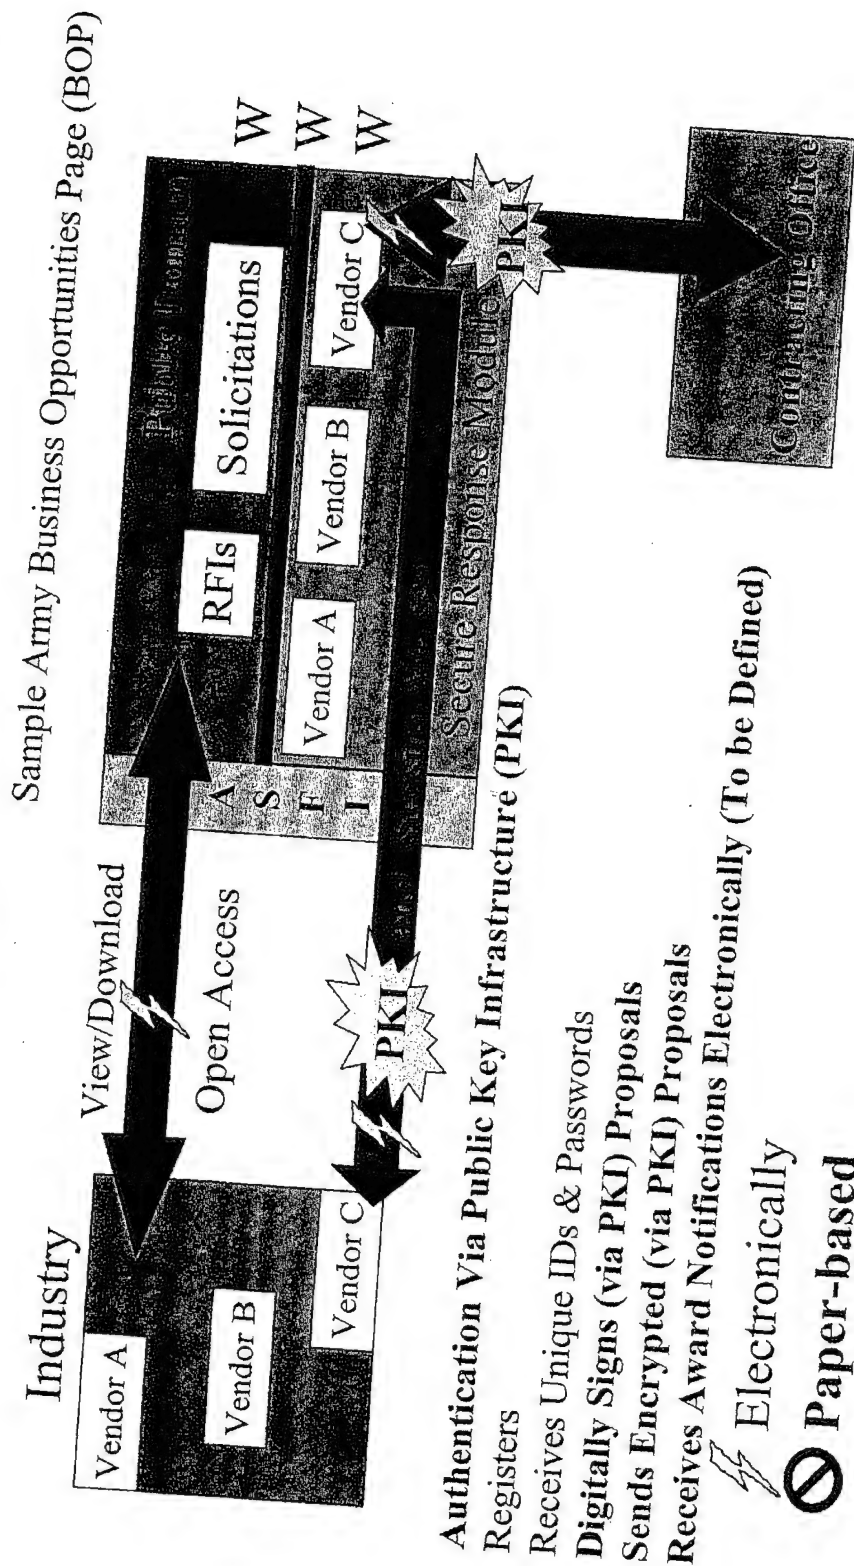 Sample Army Business Opportunities Page (BOP)
Industry
Vendor A
Vendor B
Vendor C
View/Download
Open Access
PKI
A
S
F
I
Public Domain
RFIs
Solicitations
Vendor A
Vendor B
Vendor C
Secure Response Module
W
W
W
PKI
Contracting Office
Authentication Via Public Key Infrastructure (PKI)
Registers
Receives Unique IDs & Passwords
Digitally Signs (via PKI) Proposals
Sends Encrypted (via PKI) Proposals
Receives Award Notifications Electronically (To be Defined)
Electronically
Paper-based